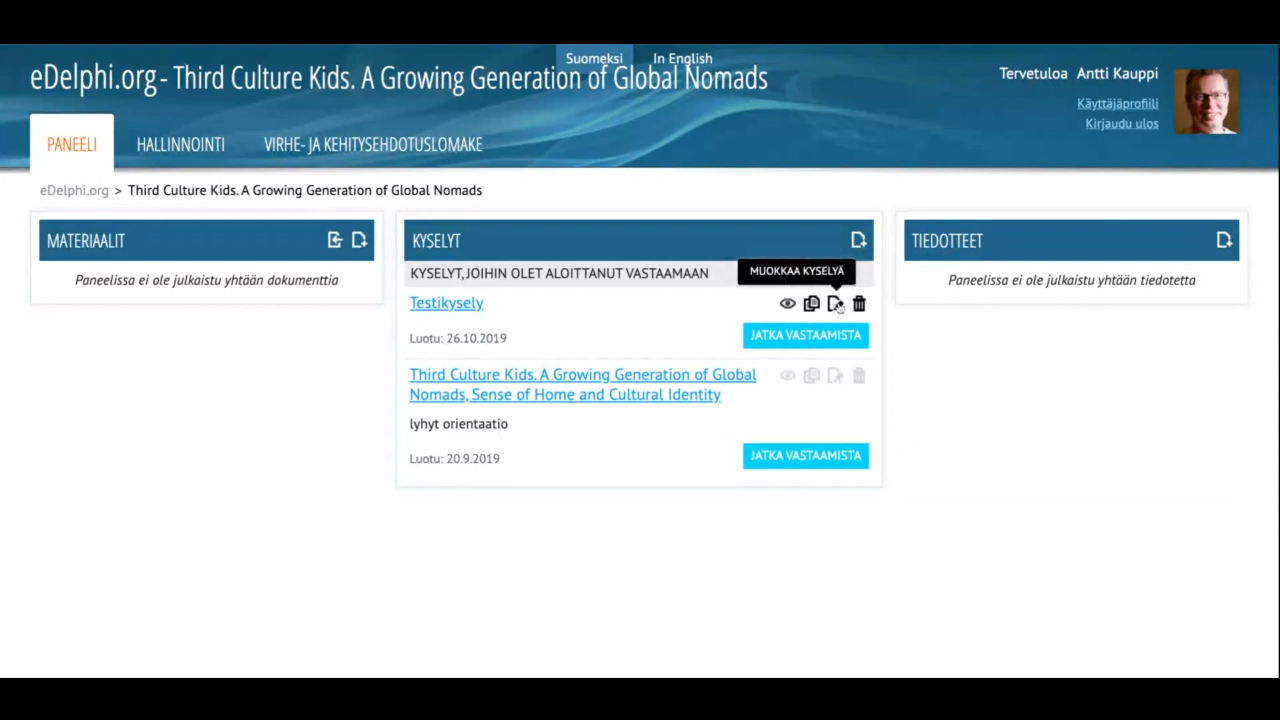 Suomeksi In English
eDelphi.org - Third Culture Kids. A Growing Generation of Global Nomads
Tervetuloa Antti Kauppi
Käyttäjäprofiili
Kirjaudu ulos
PANEELI HALLINNOINTI VIRHE- JA KEHITYSEHDOTUSLOMAKE
eDelphi.org > Third Culture Kids. A Growing Generation of Global Nomads
MATERIAALIT
Paneelissa ei ole julkaistu yhtään dokumenttia
KYSELYT
KYSELYT, JOIHIN OLET ALOITTANUT VASTAAMAAN
MUOKKAA KYSELYÄ
Testikysely
Luotu: 26.10.2019
JATKA VASTAAMISTA
Third Culture Kids. A Growing Generation of Global
Nomads, Sense of Home and Cultural Identity
lyhyt orientaatio
Luotu: 20.9.2019
JATKA VASTAAMISTA
TIEDOTTEET
Paneelissa ei ole julkaistu yhtään tiedotetta